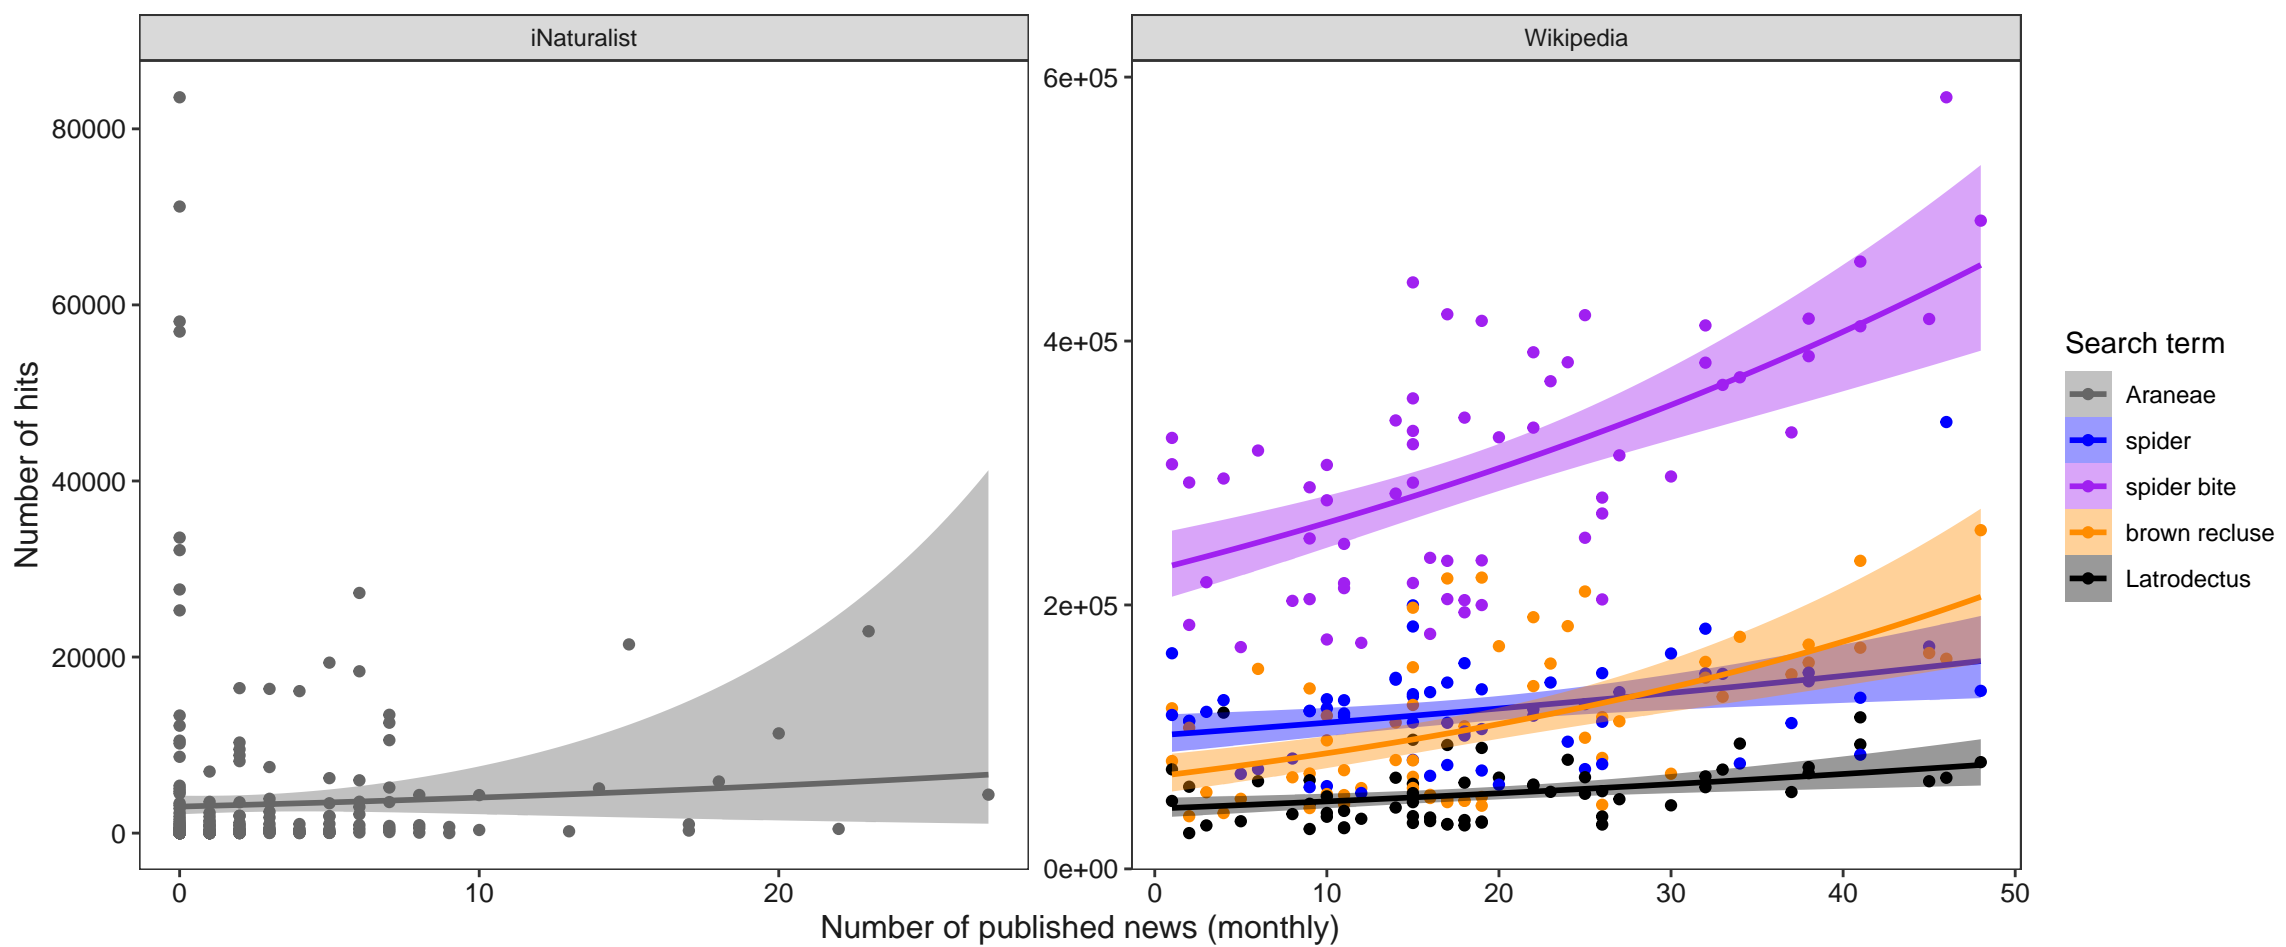 iNaturalist
Wikipedia
Number of hits
80000
60000
40000
20000
0
0
10
20
6e+05
4e+05
2e+05
0e+00
0
10
20
30
40
50
Number of published news (monthly)
Search term
Araneae
spider
spider bite
brown recluse
Latrodectus